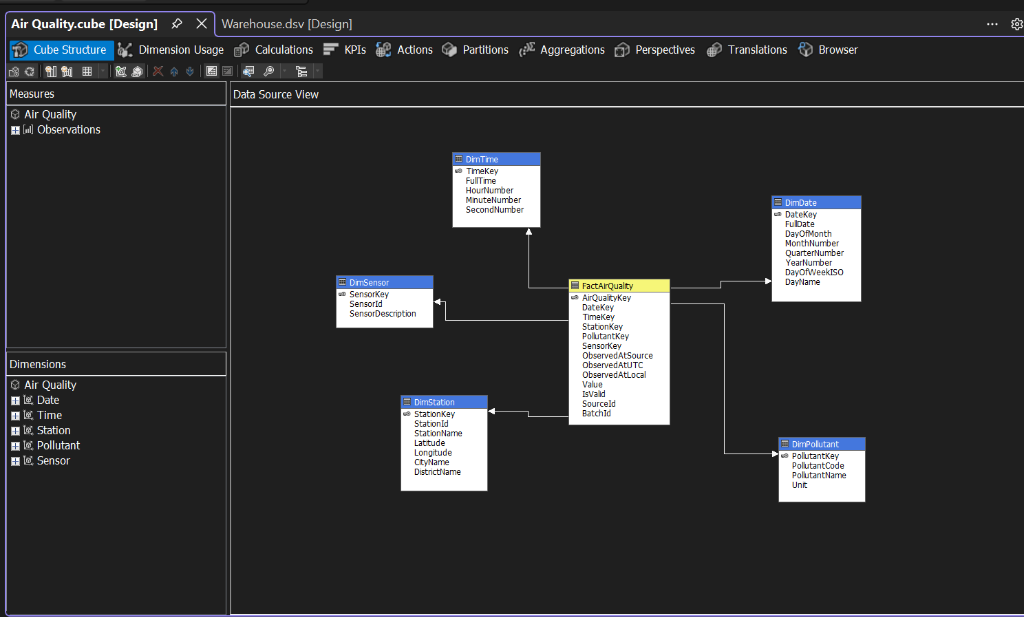 Air Quality.cube [Design]
Warehouse.dsv [Design]
Cube Structure
Dimension Usage
Calculations
KPIs
Actions
Partitions
Aggregations
Perspectives
Translations
Browser
Measures
Air Quality
Observations
Dimensions
Air Quality
Date
Time
Station
Pollutant
Sensor
Data Source View
DimTime
TimeKey
FullTime
HourNumber
MinuteNumber
SecondNumber
DimDate
DateKey
FullDate
DayOfMonth
MonthNumber
QuarterNumber
YearNumber
DayOfWeekISO
DayName
DimSensor
SensorKey
SensorId
SensorDescription
FactAirQuality
AirQualityKey
DateKey
TimeKey
StationKey
PollutantKey
SensorKey
ObservedAtSource
ObservedAtUTC
ObservedAtLocal
Value
IsValid
SourceId
BatchId
DimStation
StationKey
StationId
StationName
Latitude
Longitude
CityName
DistrictName
DimPollutant
PollutantKey
PollutantCode
PollutantName
Unit